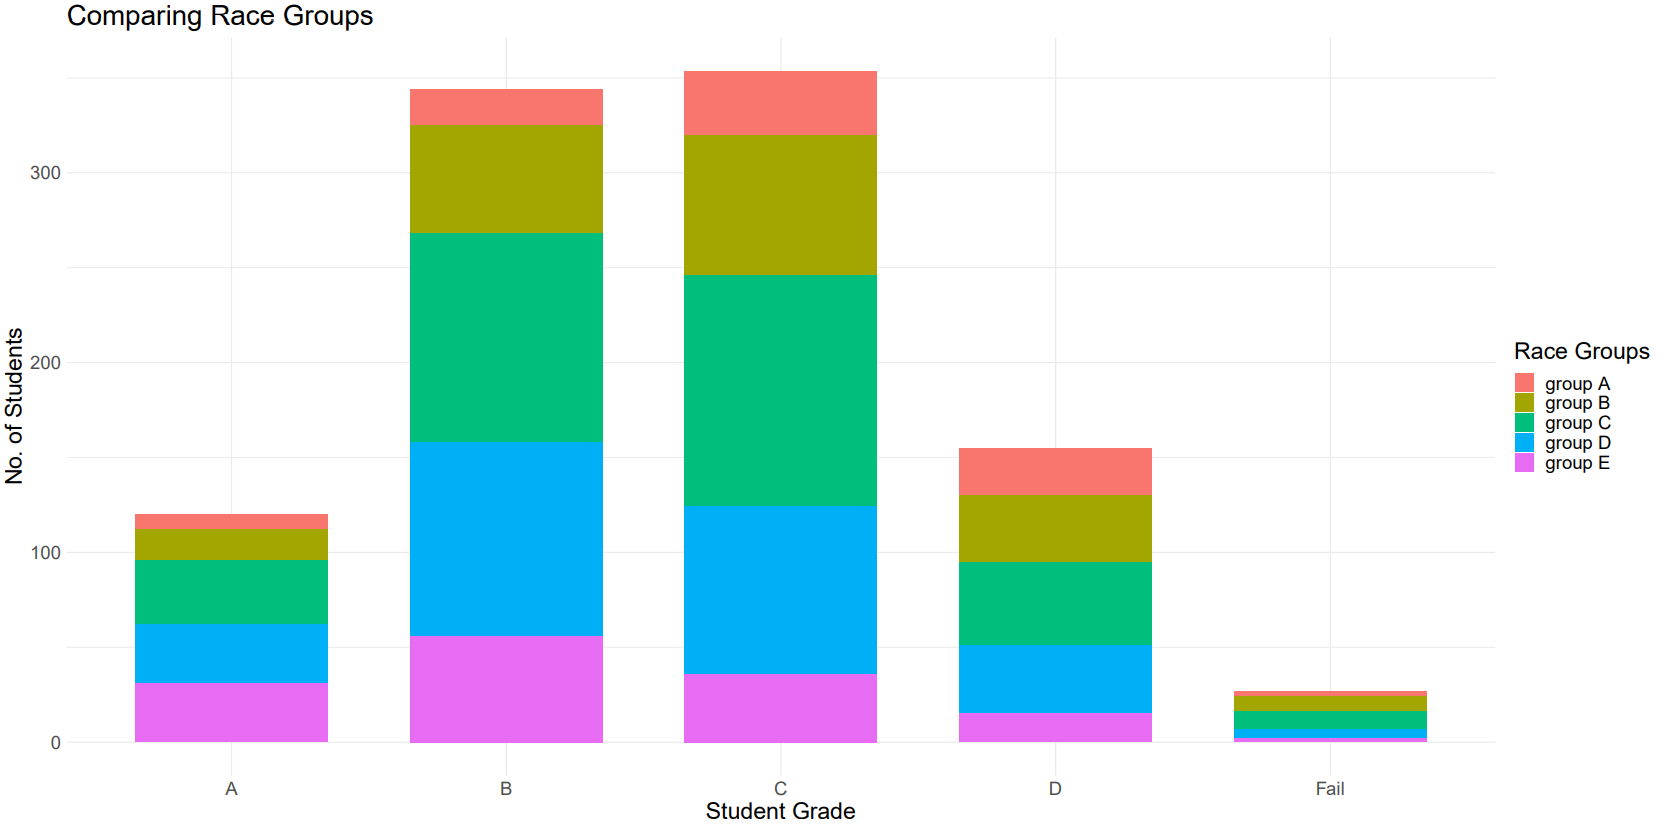 Comparing Race Groups
No. of Students
300
200
100
0
A
B
C
D
Fail
Student Grade
Race Groups
group A
group B
group C
group D
group E